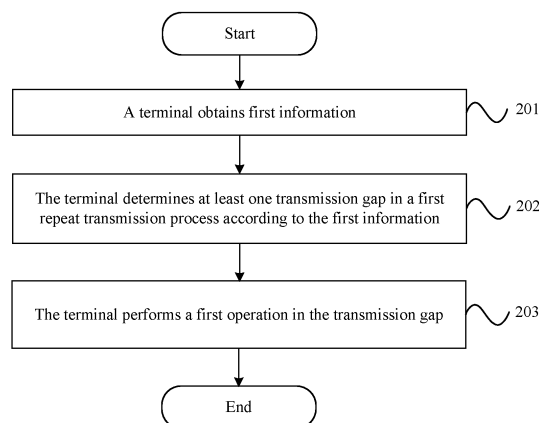 Start
A terminal obtains first information
201
The terminal determines at least one transmission gap in a first
repeat transmission process according to the first information
202
The terminal performs a first operation in the transmission gap
203
End